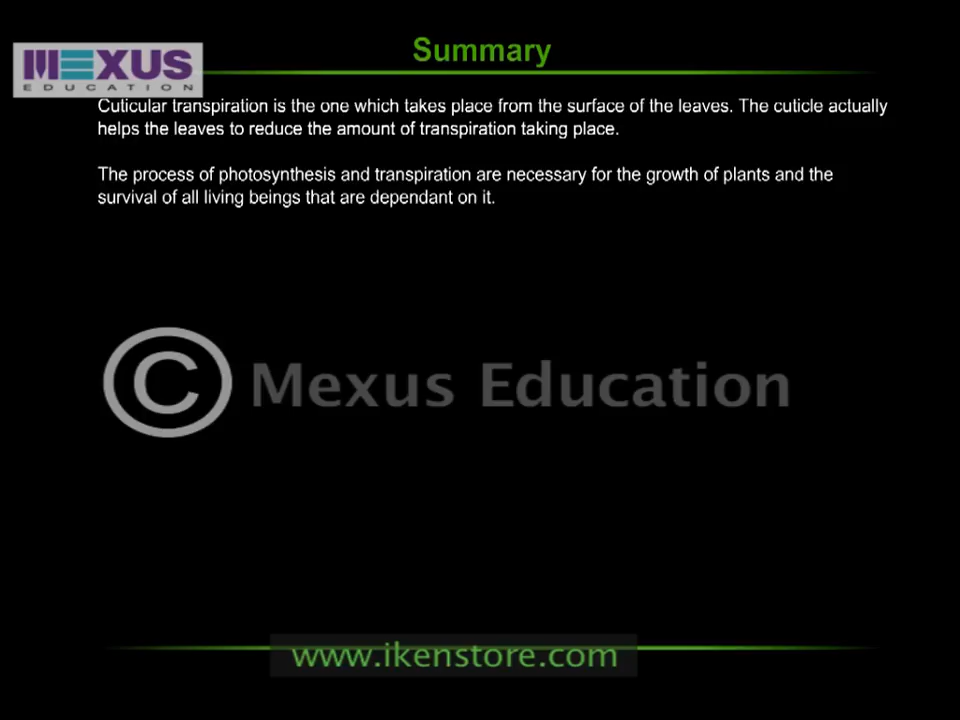 Summary
MEXUS
EDUCATION
Cuticular transpiration is the one which takes place from the surface of the leaves. The cuticle actually
helps the leaves to reduce the amount of transpiration taking place.
The process of photosynthesis and transpiration are necessary for the growth of plants and the
survival of all living beings that are dependant on it.
© Mexus Education
www.ikenstore.com